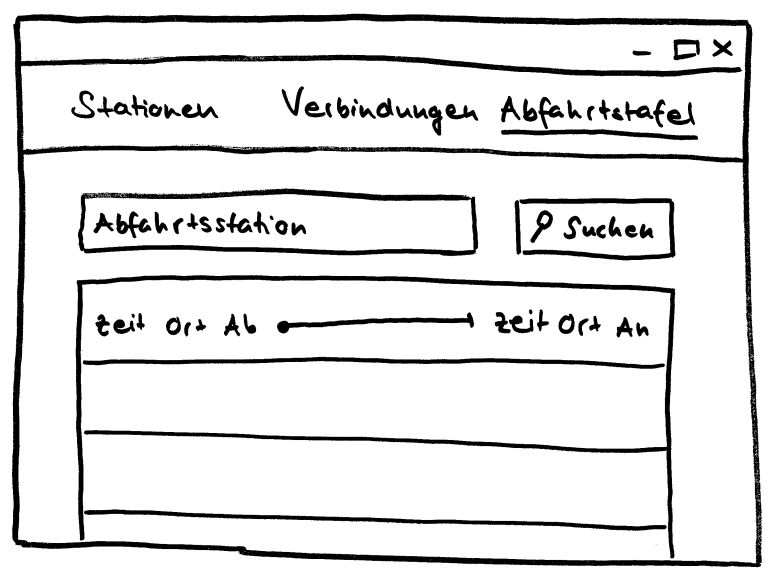 Stationen Verbindungen Abfahrtstafel
Abfahrtsstation Suchen
Zeit Ort Ab Zeit Ort An